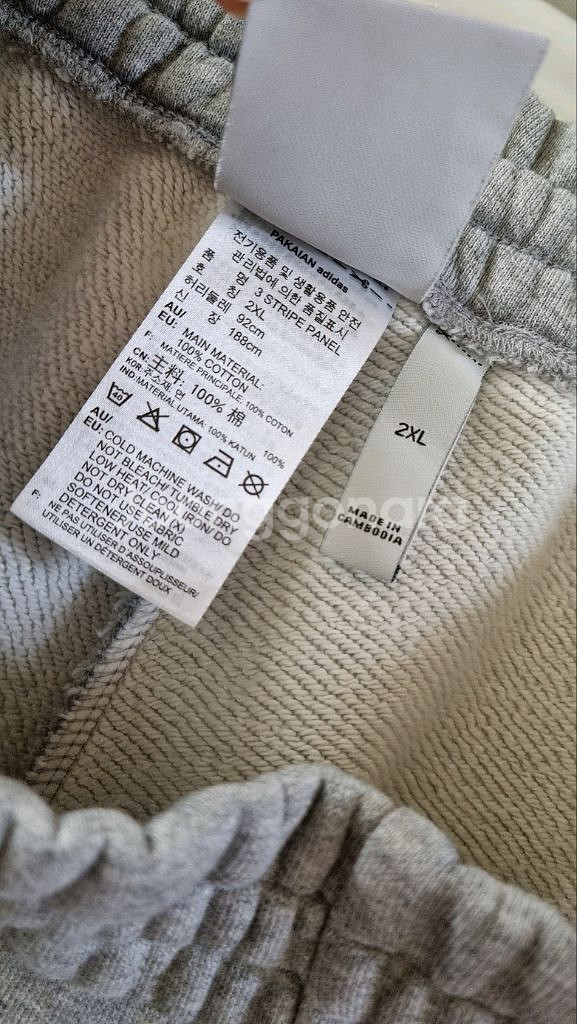 PAKAIAN adidas
전기용품 및 생활용품 안전
관리법에 의한 품질표시
품 명 3 STRIPE PANEL
호 칭 2XL
허리둘레 92cm
신 장 188cm
AU/
EU: MAIN MATERIAL:
100% COTTON
F: MATIERE PRINCIPALE: 100% COTON
CN: 主料: 100% 棉
KOR: 주소재, 면 100%
IND: MATERIAL UTAMA: 100% KATUN
40
AU/
EU: COLD MACHINE WASH/ DO
NOT BLEACH/ TUMBLE DRY
LOW HEAT/ COOL IRON/ DO
NOT DRY CLEAN (X)
DO NOT USE FABRIC
SOFTENER/USE MILD
DETERGENT ONLY
F: NE PAS UTILISER D'ASSOUPLISSEUR/
UTILISER UN DÉTERGENT DOUX
2XL
MADE IN
CAMBODIA